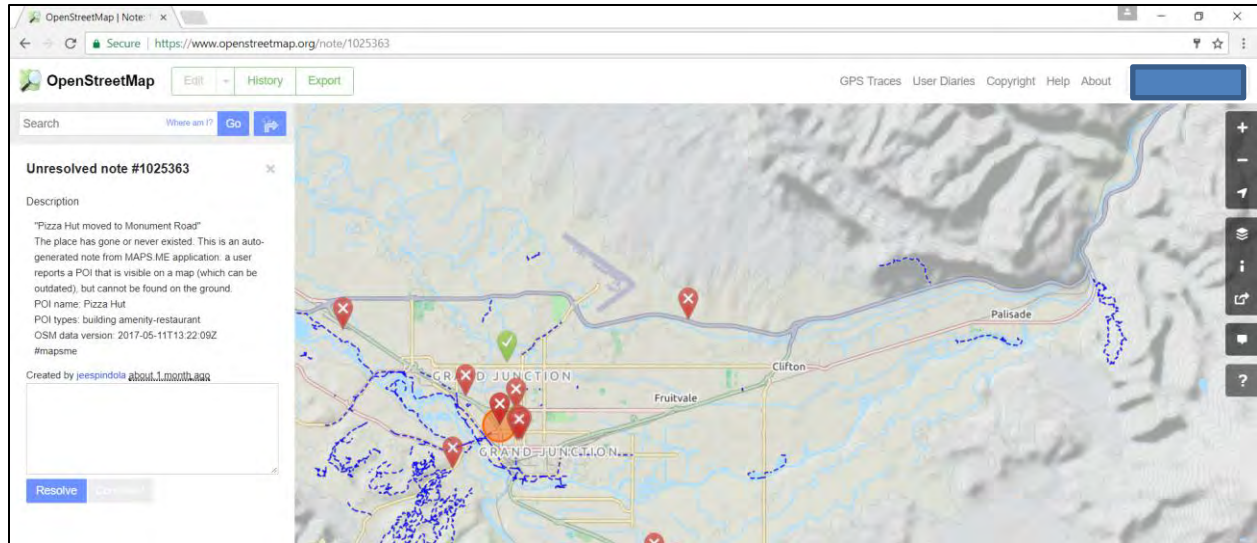 OpenStreetMap | Note:
Secure | https://www.openstreetmap.org/note/1025363
OpenStreetMap Edit History Export GPS Traces User Diaries Copyright Help About
Search Where am I? Go
Unresolved note #1025363
Description
"Pizza Hut moved to Monument Road"
The place has gone or never existed. This is an auto-
generated note from MAPS.ME application: a user
reports a POI that is visible on a map (which can be
outdated), but cannot be found on the ground.
POI name: Pizza Hut
POI types: building amenity-restaurant
OSM data version: 2017-05-11T13:22:09Z
#mapsme
Created by jeespindola about 1 month ago
Resolve Comment
Palisade
Clifton
GRAND JUNCTION
Fruitvale
GRAND JUNCTION